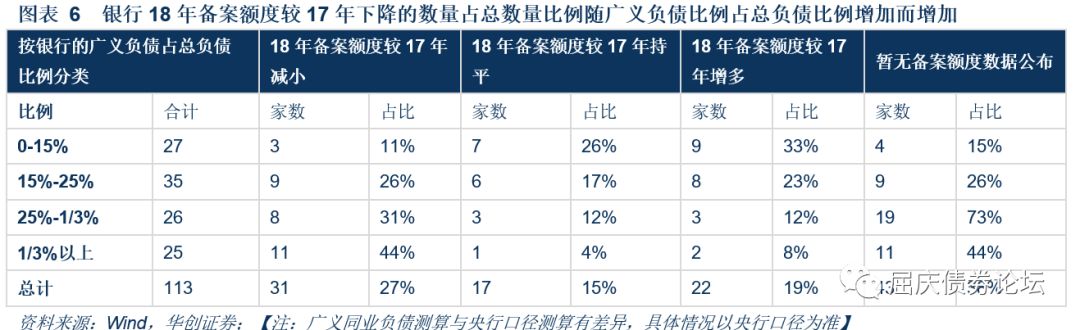 图表 6 银行 18 年备案额度较 17 年下降的数量占总数量比例随广义负债比例占总负债比例增加而增加
按银行的广义负债占总负债比例分类 18 年备案额度较 17 年减小 18 年备案额度较 17 年持平 18 年备案额度较 17 年增多 暂无备案额度数据公布
比例 合计 家数 占比 家数 占比 家数 占比 家数 占比
0-15% 27 3 11% 7 26% 9 33% 4 15%
15%-25% 35 9 26% 6 17% 8 23% 9 26%
25%-1/3% 26 8 31% 3 12% 3 12% 19 73%
1/3%以上 25 11 44% 1 4% 2 8% 11 44%
总计 113 31 27% 17 15% 22 19%
屈庆债券论坛
资料来源：Wind，华创证券；【注：广义同业负债测算与央行口径测算有差异，具体情况以央行口径为准】